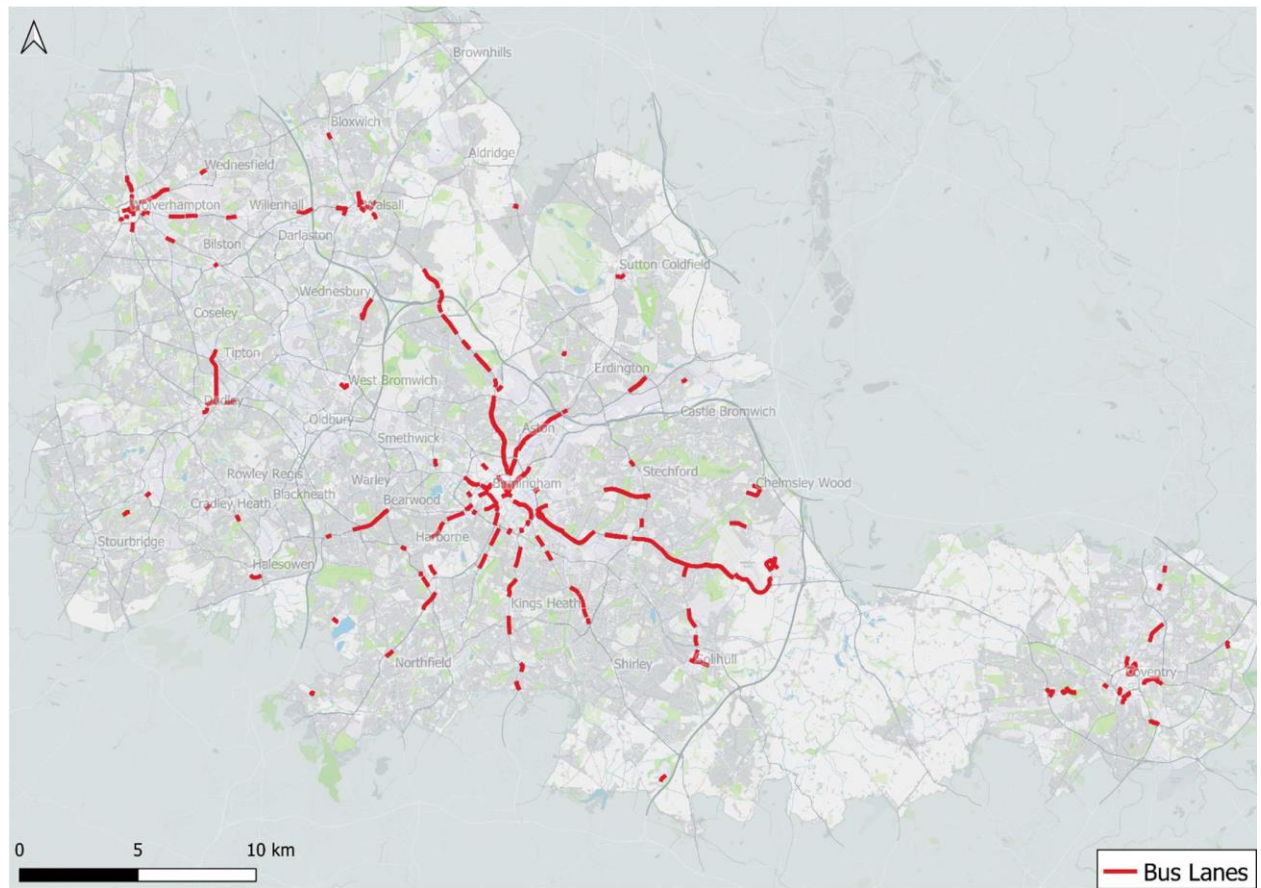 Brownhills
Bloxwich
Aldridge
Wednesfield
Wolverhampton
Willenhall
Walsall
Darlaston
Bilston
Sutton Coldfield
Wednesbury
Coseley
Tipton
Erdington
West Bromwich
Dudley
Castle Bromwich
Oldbury
Aston
Smethwick
Stechford
Rowley Regis
Warley
Birmingham
Chelmsley Wood
Blackheath
Cradley Heath
Bearwood
Harborne
Stourbridge
Halesowen
Kings Heath
Northfield
Shirley
Solihull
Coventry
0 5 10 km
Bus Lanes